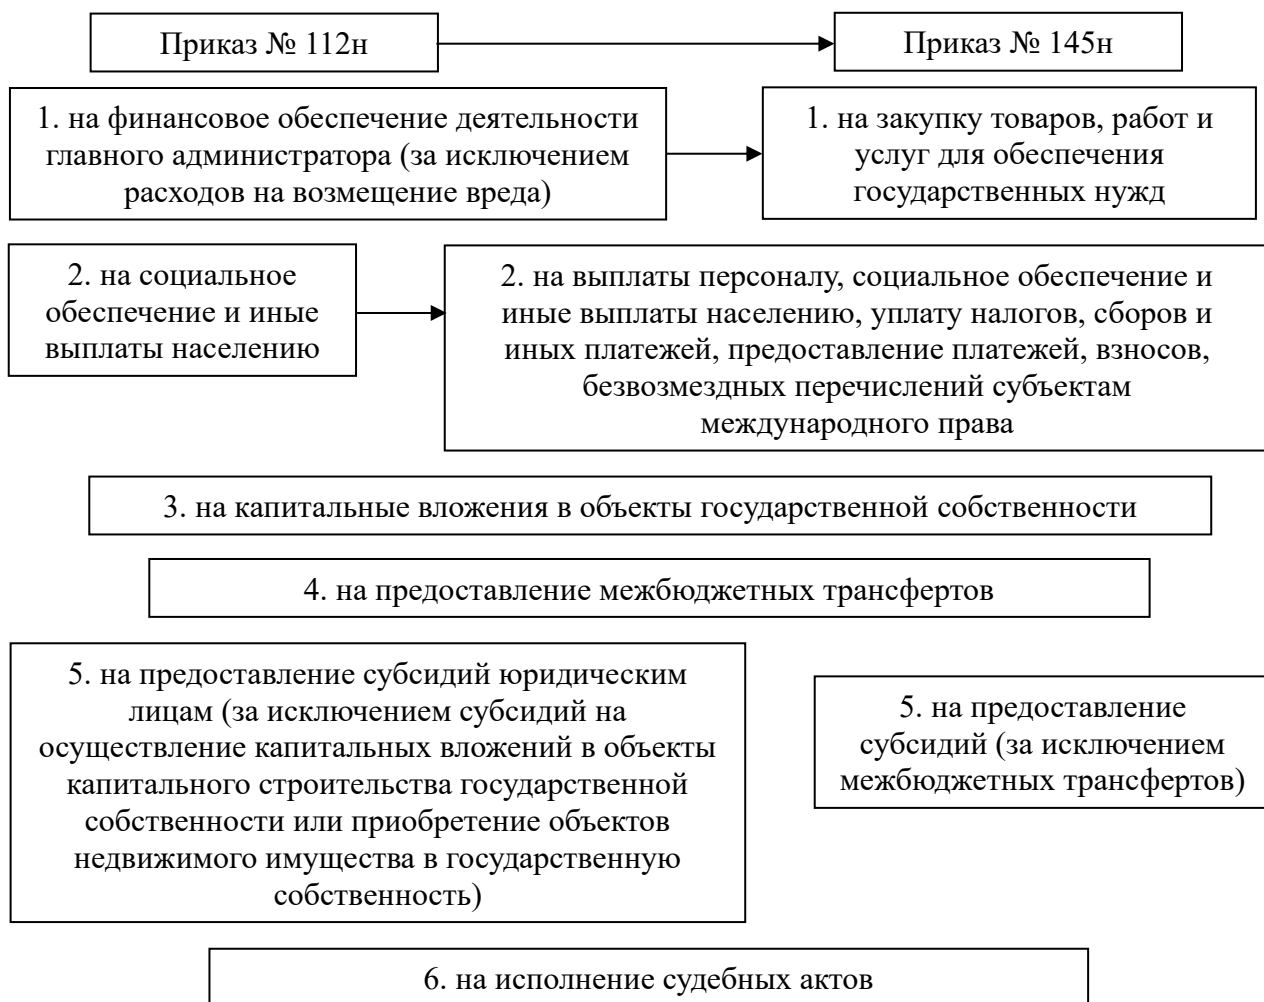 Приказ № 112н
Приказ № 145н
1. на финансовое обеспечение деятельности
главного администратора (за исключением
расходов на возмещение вреда)
1. на закупку товаров, работ и
услуг для обеспечения
государственных нужд
2. на социальное
обеспечение и иные
выплаты населению
2. на выплаты персоналу, социальное обеспечение и
иные выплаты населению, уплату налогов, сборов и
иных платежей, предоставление платежей, взносов,
безвозмездных перечислений субъектам
международного права
3. на капитальные вложения в объекты государственной собственности
4. на предоставление межбюджетных трансфертов
5. на предоставление субсидий юридическим
лицам (за исключением субсидий на
осуществление капитальных вложений в объекты
капитального строительства государственной
собственности или приобретение объектов
недвижимого имущества в государственную
собственность)
5. на предоставление
субсидий (за исключением
межбюджетных трансфертов)
6. на исполнение судебных актов